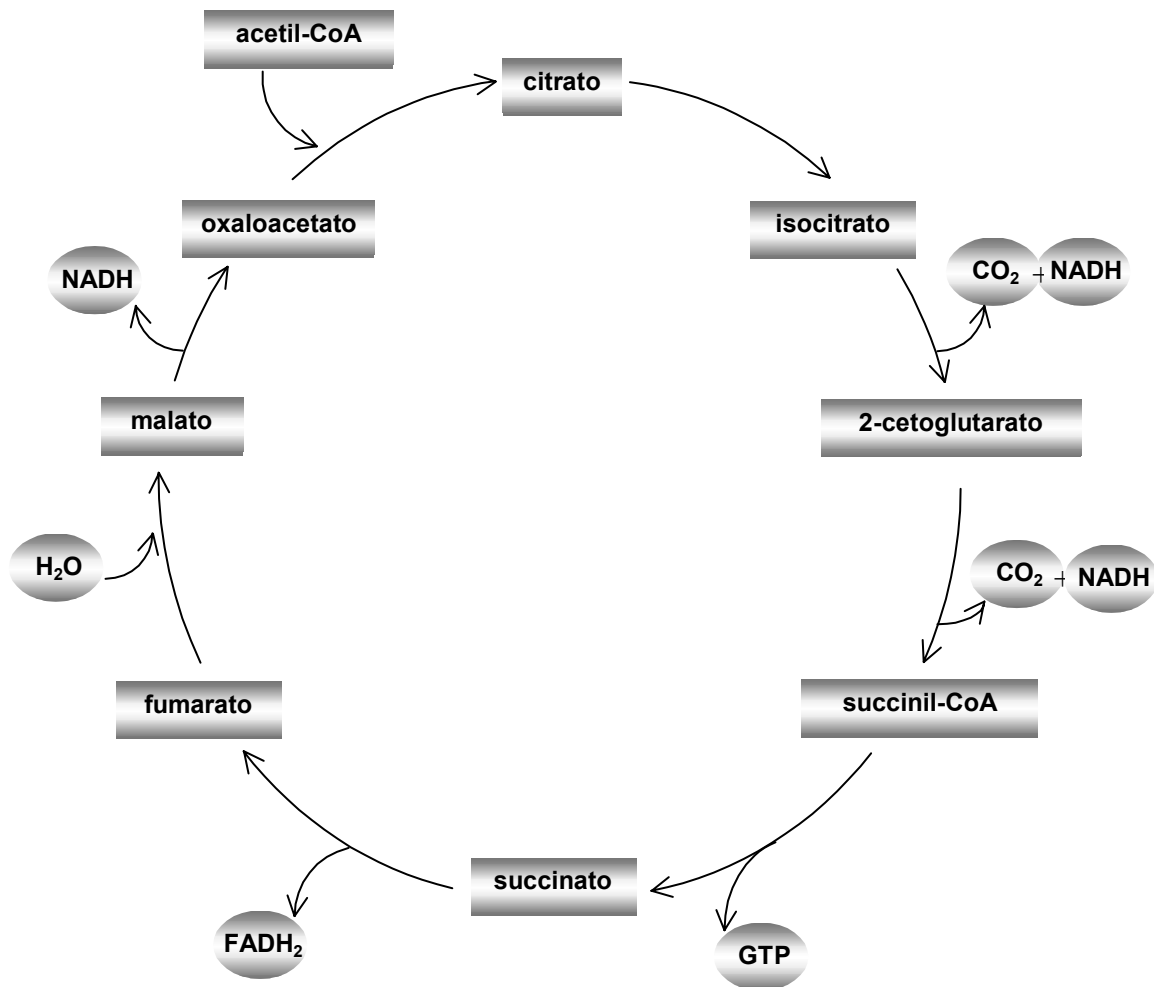 acetil-CoA
citrato
oxaloacetato
isocitrato
NADH
CO₂ + NADH
malato
2-cetoglutarato
H₂O
CO₂ + NADH
fumarato
succinil-CoA
succinato
FADH₂
GTP